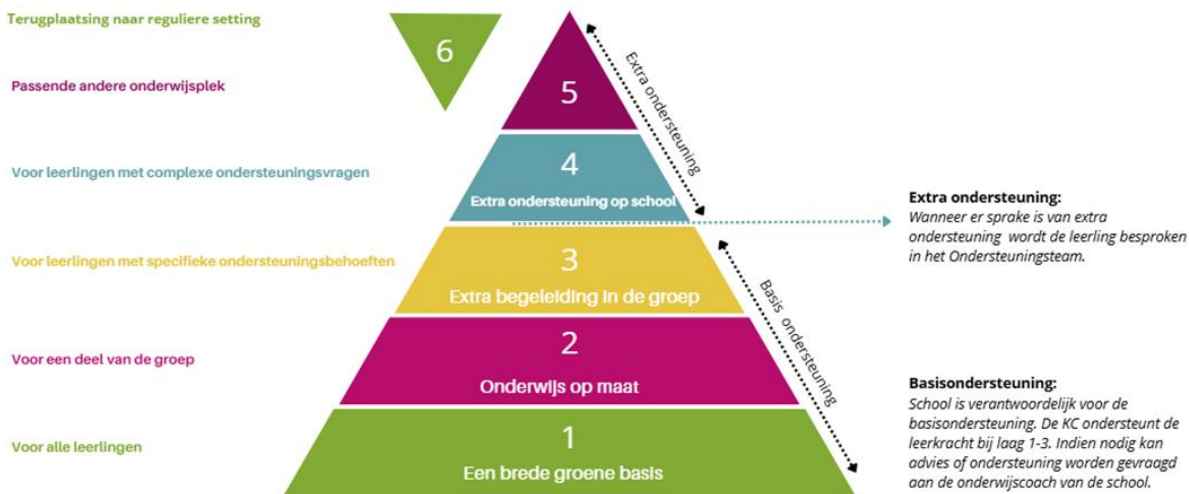 Terugplaatsing naar reguliere setting
6
Passende andere onderwijsplek
5
Extra ondersteuning
Voor leerlingen met complexe ondersteuningsvragen
4
Extra ondersteuning op school
Voor leerlingen met specifieke ondersteuningsbehoeften
3
Extra begeleiding in de groep
Basis ondersteuning
Voor een deel van de groep
2
Onderwijs op maat
Voor alle leerlingen
1
Een brede groene basis
Extra ondersteuning:
Wanneer er sprake is van extra
ondersteuning wordt de leerling besproken
in het Ondersteuningsteam.
Basisondersteuning:
School is verantwoordelijk voor de
basisondersteuning. De KC ondersteunt de
leerkracht bij laag 1-3. Indien nodig kan
advies of ondersteuning worden gevraagd
aan de onderwijscoach van de school.